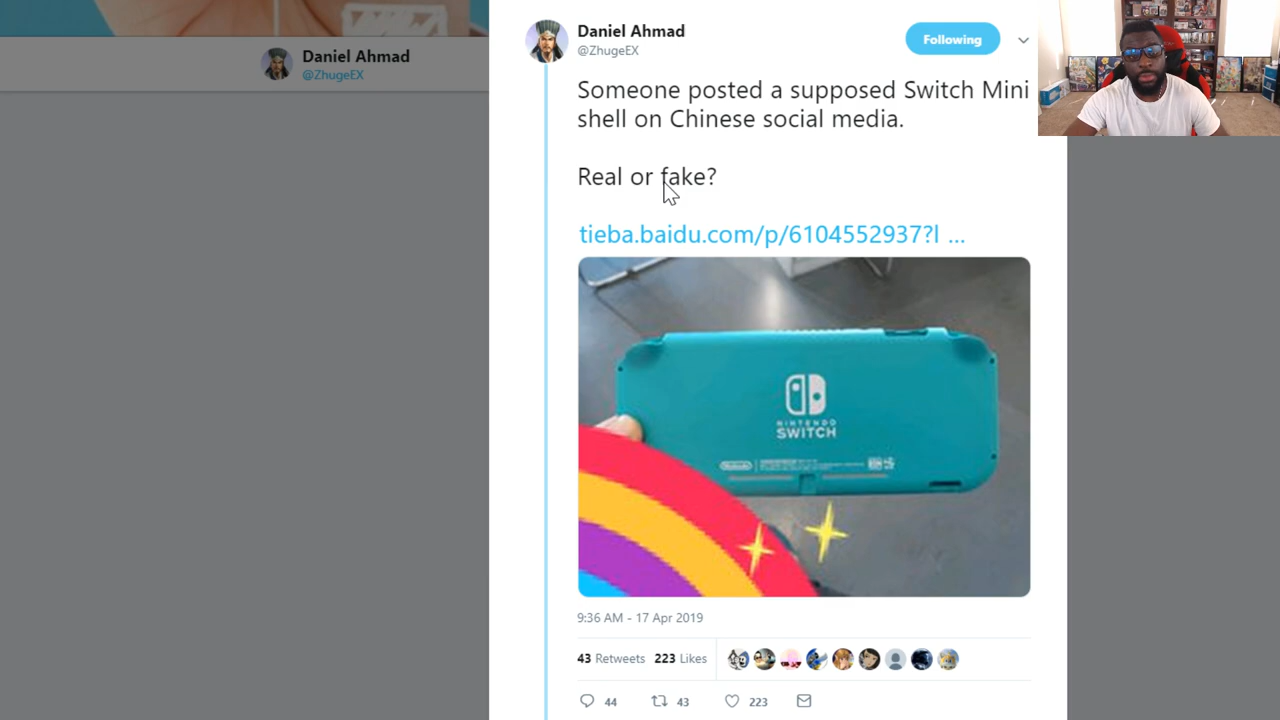 Daniel Ahmad
@ZhugeEX
Daniel Ahmad
@ZhugeEX
Following
Someone posted a supposed Switch Mini
shell on Chinese social media.
Real or fake?
tieba.baidu.com/p/6104552937?l ...
NINTENDO
SWITCH
Nintendo
9:36 AM - 17 Apr 2019
43 Retweets 223 Likes
44 43 223